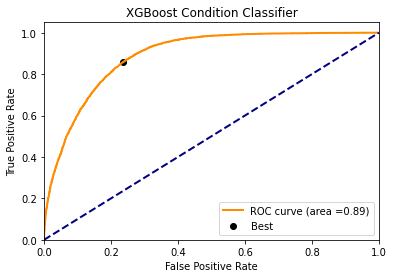 XGBoost Condition Classifier
True Positive Rate
1.0
0.8
0.6
0.4
0.2
0.0
ROC curve (area =0.89)
Best
0.0 0.2 0.4 0.6 0.8 1.0
False Positive Rate